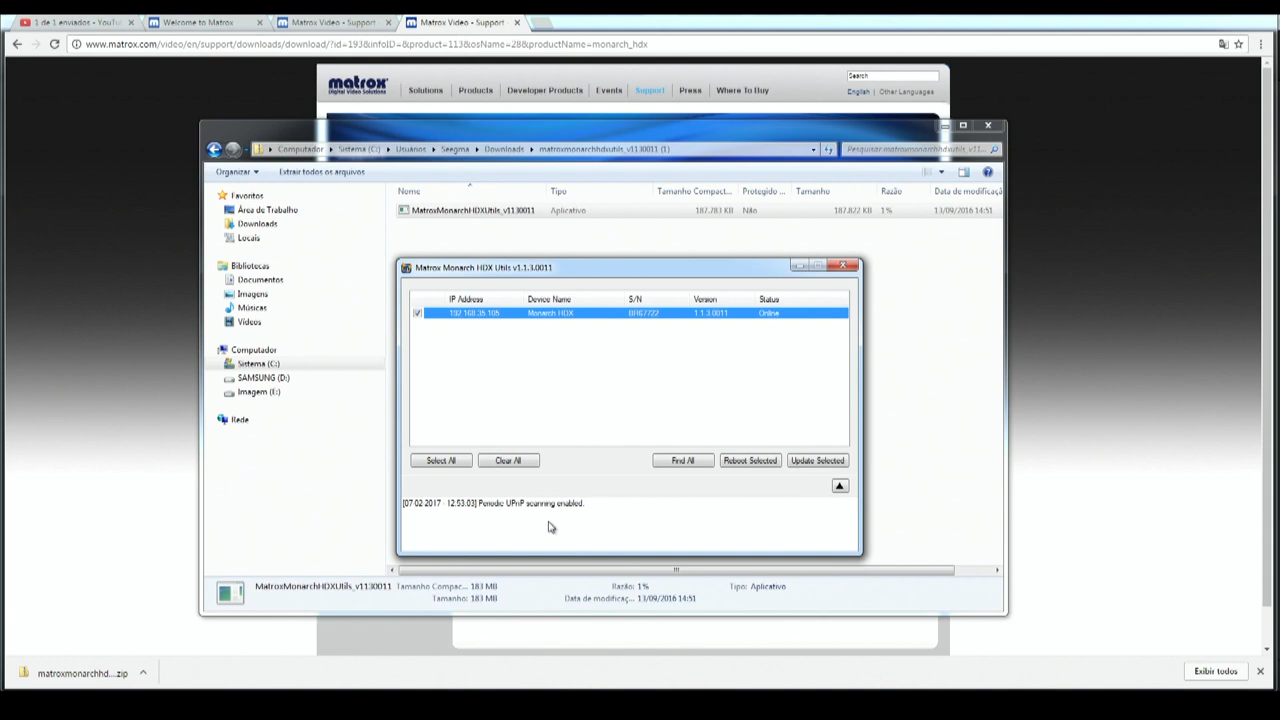 1 de 1 enviados - YouTu
Welcome to Matrox
Matrox Video - Support
Matrox Video - Support
www.matrox.com/video/en/support/downloads/download/?id=193&infoID=&product=113&osName=28&productName=monarch_hdx
matrox
Digital Video Solutions
Solutions
Products
Developer Products
Events
Support
Press
Where To Buy
Search
English | Other Languages
Computador
Sistema (C:)
Usuários
Seegma
Downloads
matroxmonarchhdxutils_v1130011 (1)
Pesquisar matroxmonarchhdxutils_v11...
Organizar
Extrair todos os arquivos
Favoritos
Área de Trabalho
Downloads
Locais
Bibliotecas
Documentos
Imagens
Músicas
Vídeos
Computador
Sistema (C:)
SAMSUNG (D:)
Imagem (E:)
Rede
Nome Tipo Tamanho Compact... Protegido ... Tamanho Razão Data de modificaçã
MatroxMonarchHDXUtils_v1130011 Aplicativo 187.783 KB Não 187.822 KB 1% 13/09/2016 14:51
Matrox Monarch HDX Utils v1.1.3.0011
IP Address Device Name S/N Version Status
192.168.35.105 Monarch HDX 1.1.3.0011 Online
Select All
Clear All
Find All
Reboot Selected
Update Selected
[07-02-2017 - 12:53:03] Periodic UPnP scanning enabled.
MatroxMonarchHDXUtils_v1130011 Tamanho Compac... 183 MB Razão: 1% Tipo: Aplicativo
Tamanho: 183 MB Data de modificaç... 13/09/2016 14:51
matroxmonarchhd....zip
Exibir todos